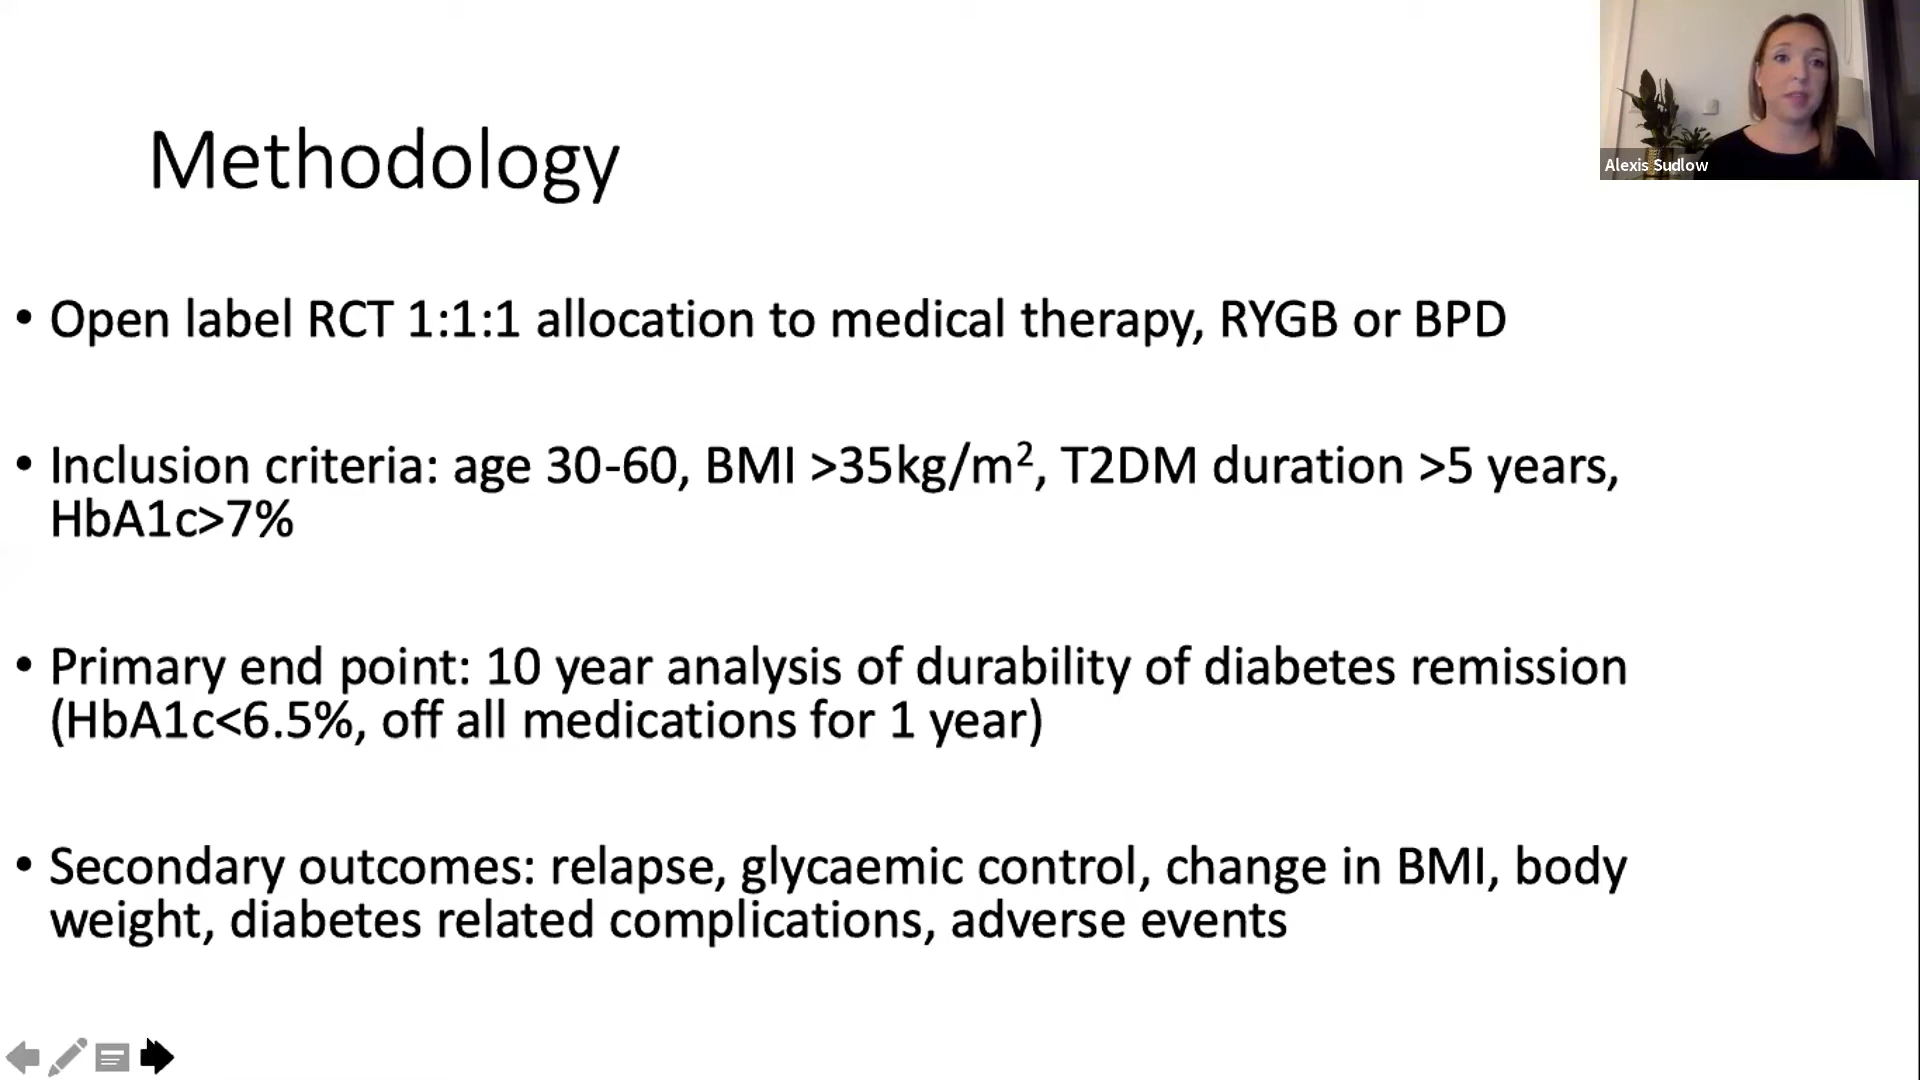 Methodology
Alexis Sudlow
• Open label RCT 1:1:1 allocation to medical therapy, RYGB or BPD
• Inclusion criteria: age 30-60, BMI >35kg/m², T2DM duration >5 years,
HbA1c>7%
• Primary end point: 10 year analysis of durability of diabetes remission
(HbA1c<6.5%, off all medications for 1 year)
• Secondary outcomes: relapse, glycaemic control, change in BMI, body
weight, diabetes related complications, adverse events